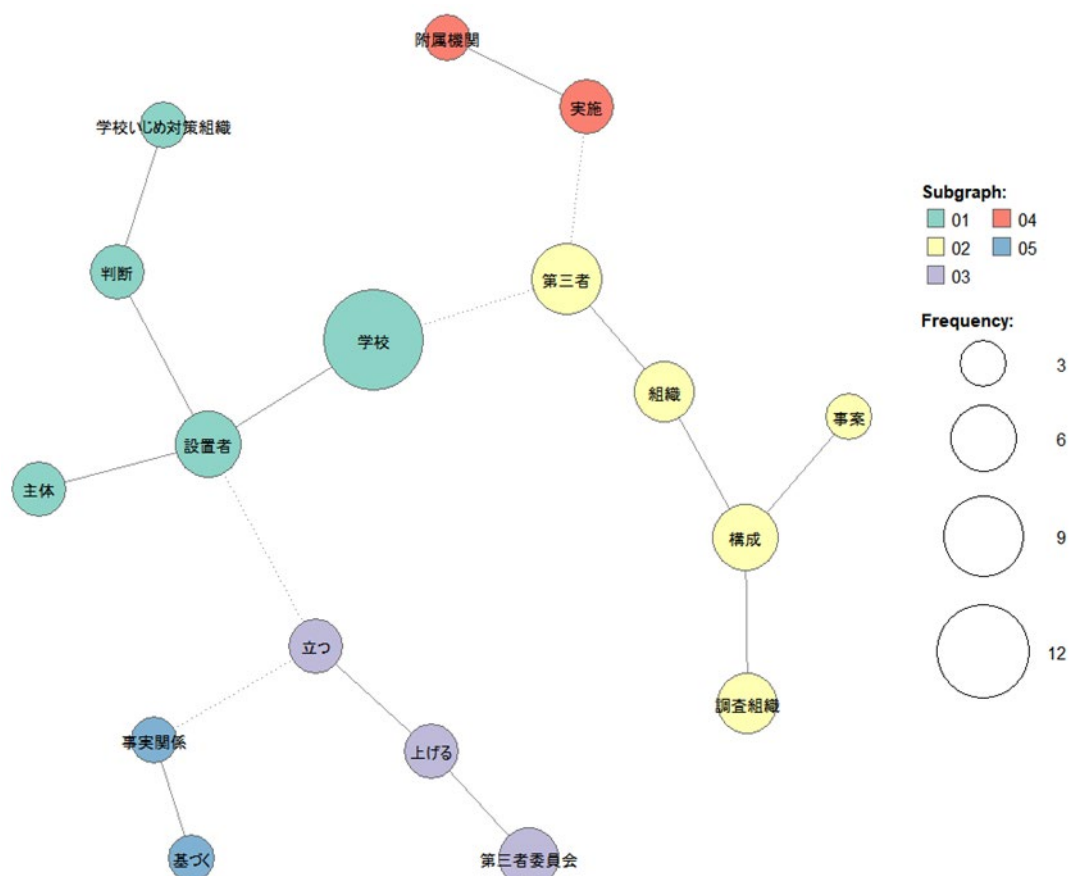 附属機関
実施
学校いじめ対策組織
判断
第三者
学校
組織
事案
設置者
主体
構成
立つ
調査組織
事実関係
上げる
基づく
第三者委員会
Subgraph:
01 04
02 05
03
Frequency:
3
6
9
12